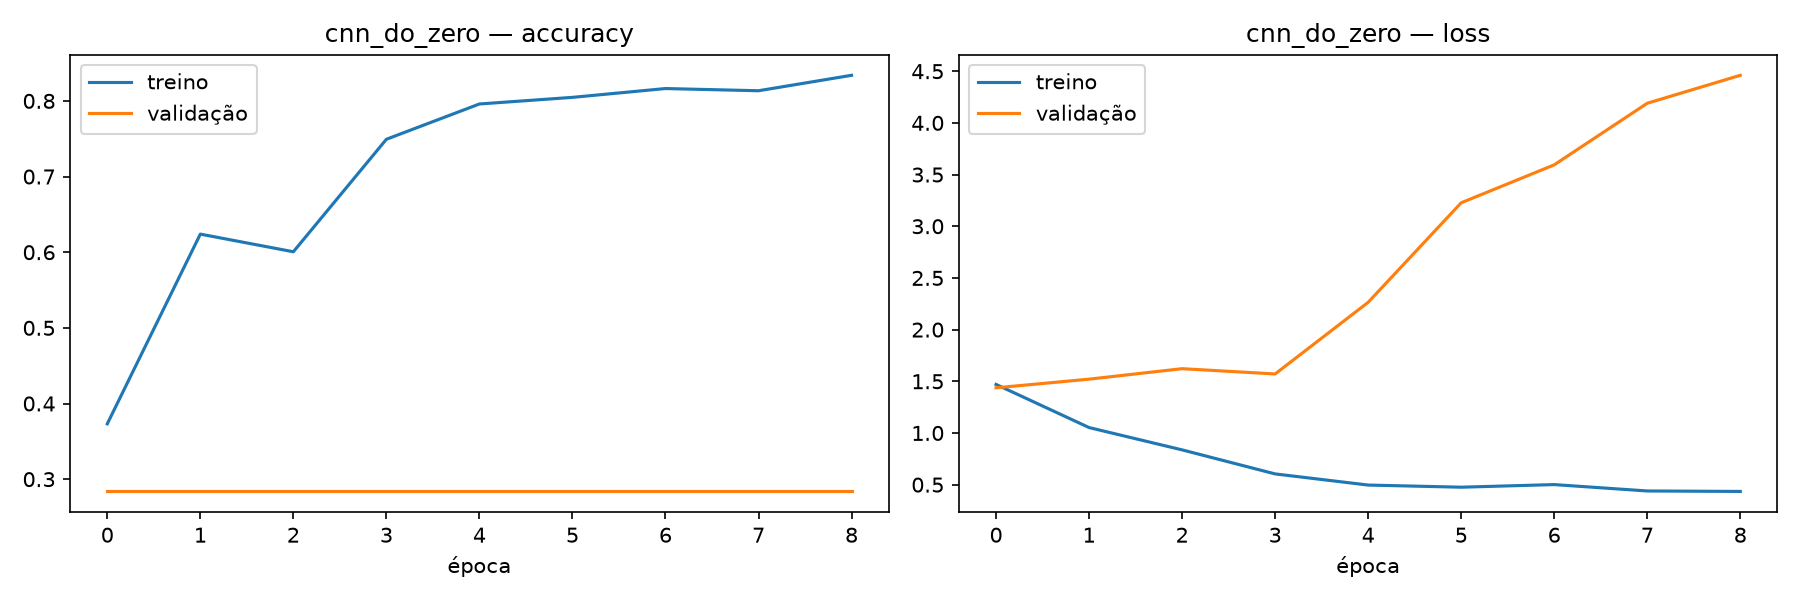 cnn_do_zero — accuracy
treino
validação
0.8
0.7
0.6
0.5
0.4
0.3
0 1 2 3 4 5 6 7 8
época
cnn_do_zero — loss
treino
validação
4.5
4.0
3.5
3.0
2.5
2.0
1.5
1.0
0.5
0 1 2 3 4 5 6 7 8
época